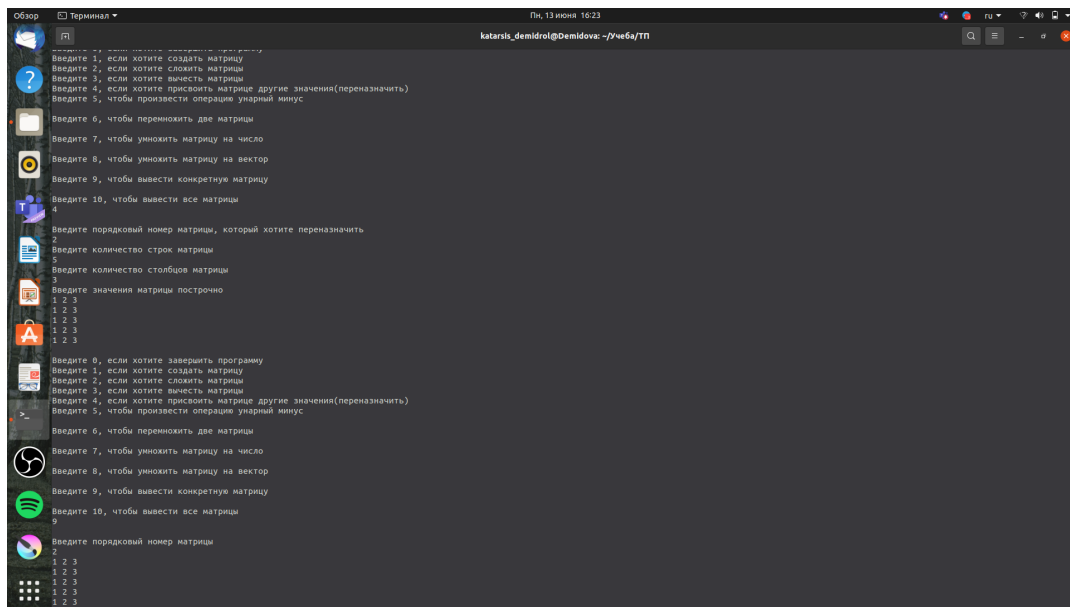 Обзор
Терминал
Пн, 13 июня 16:23
ru
katarsis_demidrol@Demidova: ~/Учеба/ТП
Введите 0, если хотите завершить программу
Введите 1, если хотите создать матрицу
Введите 2, если хотите сложить матрицы
Введите 3, если хотите вычесть матрицы
Введите 4, если хотите присвоить матрице другие значения(переназначить)
Введите 5, чтобы произвести операцию унарный минус
Введите 6, чтобы перемножить две матрицы
Введите 7, чтобы умножить матрицу на число
Введите 8, чтобы умножить матрицу на вектор
Введите 9, чтобы вывести конкретную матрицу
Введите 10, чтобы вывести все матрицы
4
Введите порядковый номер матрицы, который хотите переназначить
2
Введите количество строк матрицы
5
Введите количество столбцов матрицы
3
Введите значения матрицы построчно
1 2 3
1 2 3
1 2 3
1 2 3
1 2 3
Введите 0, если хотите завершить программу
Введите 1, если хотите создать матрицу
Введите 2, если хотите сложить матрицы
Введите 3, если хотите вычесть матрицы
Введите 4, если хотите присвоить матрице другие значения(переназначить)
Введите 5, чтобы произвести операцию унарный минус
Введите 6, чтобы перемножить две матрицы
Введите 7, чтобы умножить матрицу на число
Введите 8, чтобы умножить матрицу на вектор
Введите 9, чтобы вывести конкретную матрицу
Введите 10, чтобы вывести все матрицы
9
Введите порядковый номер матрицы
2
1 2 3
1 2 3
1 2 3
1 2 3
1 2 3